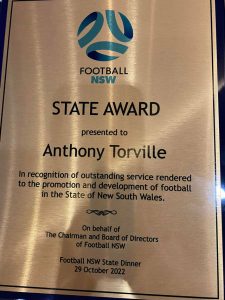 FOOTBALL
NSW
STATE AWARD
presented to
Anthony Torville
In recognition of outstanding service rendered
to the promotion and development of football
in the State of New South Wales.
On behalf of
The Chairman and Board of Directors
of Football NSW
Football NSW State Dinner
29 October 2022